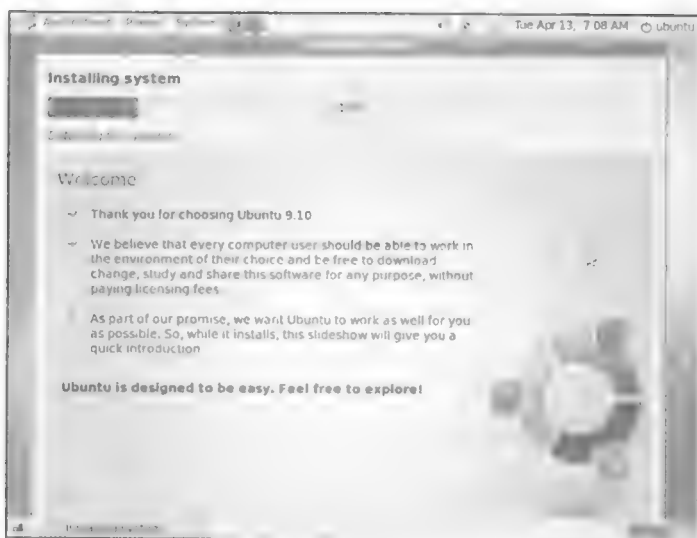 Tue Apr 13, 7 08 AM ubuntu
Installing system
Welcome
Thank you for choosing Ubuntu 9.10
We believe that every computer user should be able to work in
the environment of their choice and be free to download
change, study and share this software for any purpose, without
paying licensing fees
As part of our promise, we want Ubuntu to work as well for you
as possible. So, while it installs, this slideshow will give you a
quick introduction
Ubuntu is designed to be easy. Feel free to explore!